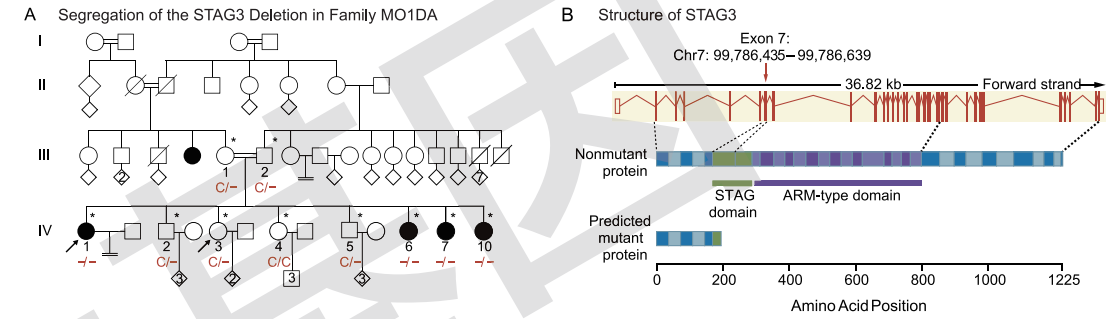 A Segregation of the STAG3 Deletion in Family MO1DA
I
II
III
2
7
*
*
1
2
C/–
C/–
IV
*
*
*
*
*
*
*
1
2
3
4
5
6
7
10
–/–
C/–
C/C
C/–
–/–
–/–
–/–
3
2
3
3
B Structure of STAG3
Exon 7:
Chr7: 99,786,435–99,786,639
36.82 kb
Forward strand
Nonmutant
protein
STAG
domain
ARM-type domain
Predicted
mutant
protein
0
200
400
600
800
1000
1225
Amino Acid Position
基因